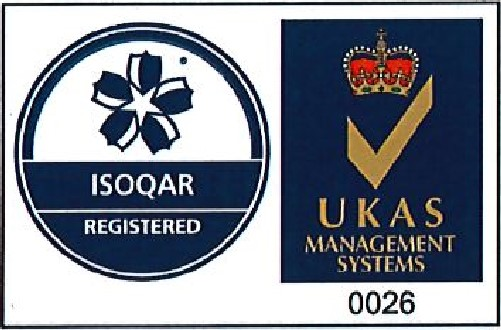 ISOQAR
REGISTERED
UKAS
MANAGEMENT
SYSTEMS
0026